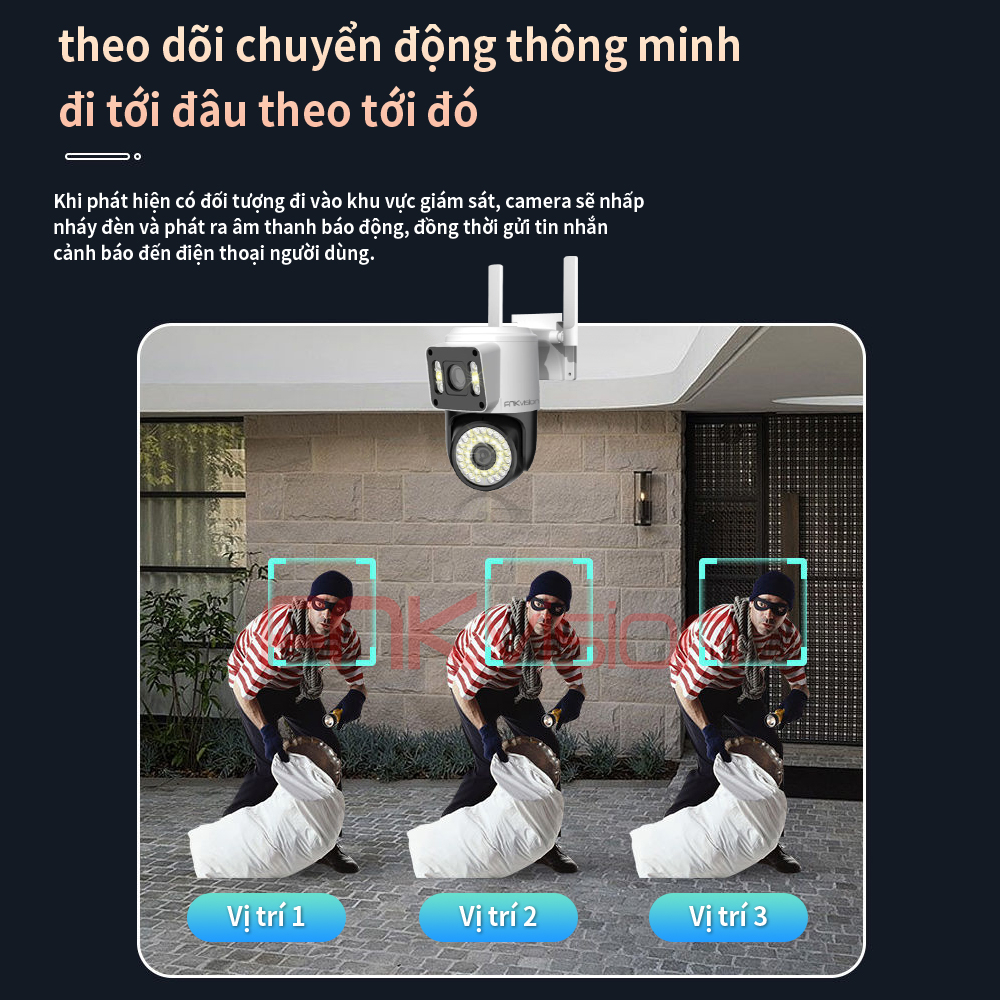 theo dõi chuyển động thông minh
đi tới đâu theo tới đó
Khi phát hiện có đối tượng đi vào khu vực giám sát, camera sẽ nhấp
nháy đèn và phát ra âm thanh báo động, đồng thời gửi tin nhắn
cảnh báo đến điện thoại người dùng.
ANKvision
ANKvision
Vị trí 1
Vị trí 2
Vị trí 3